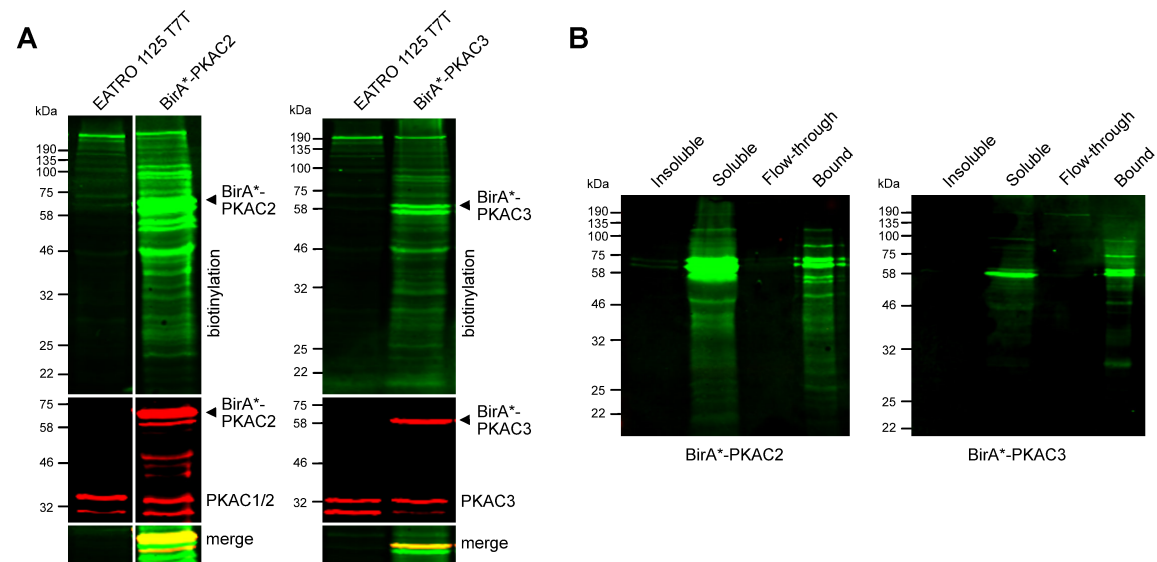 A
EATRO 1125 T7T
BirA*-PKAC2
kDa
190
135
100
75
58
46
32
25
22
BirA*-
PKAC2
biotinylation
75
58
46
32
BirA*-
PKAC2
PKAC1/2
merge
EATRO 1125 T7T
BirA*-PKAC3
kDa
190
135
100
75
58
46
32
25
22
BirA*-
PKAC3
biotinylation
75
58
46
32
BirA*-
PKAC3
PKAC3
merge
B
Insoluble
Soluble
Flow-through
Bound
kDa
190
135
100
75
58
46
32
25
22
BirA*-PKAC2
Insoluble
Soluble
Flow-through
Bound
kDa
190
135
100
75
58
46
32
25
22
BirA*-PKAC3